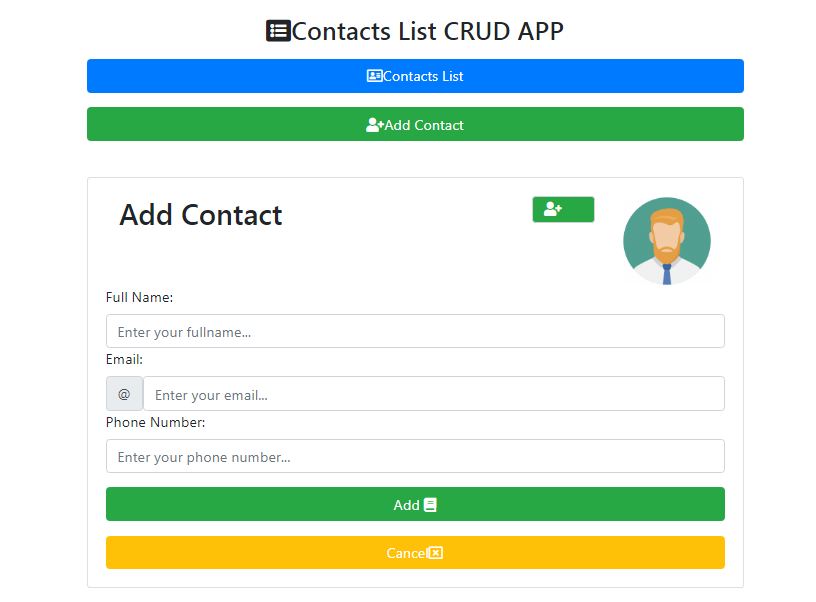 Contacts List CRUD APP
Contacts List
Add Contact
Add Contact
Full Name:
Enter your fullname...
Email:
@ Enter your email...
Phone Number:
Enter your phone number...
Add
Cancel